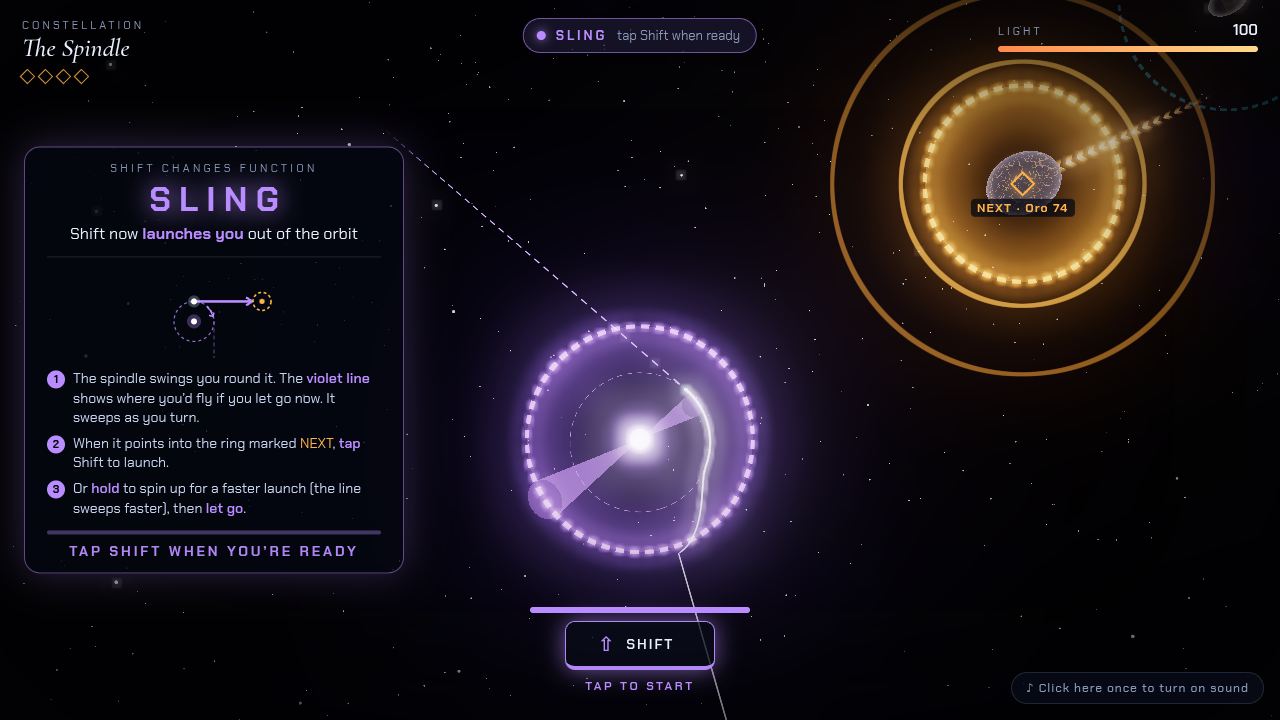 CONSTELLATION
The Spindle
SLING tap Shift when ready
LIGHT 100
SHIFT CHANGES FUNCTION
SLING
Shift now launches you out of the orbit
1 The spindle swings you round it. The violet line
shows where you'd fly if you let go now. It
sweeps as you turn.
2 When it points into the ring marked NEXT, tap
Shift to launch.
3 Or hold to spin up for a faster launch (the line
sweeps faster), then let go.
TAP SHIFT WHEN YOU'RE READY
NEXT · Oro 74
⇧ SHIFT
TAP TO START
♪ Click here once to turn on sound